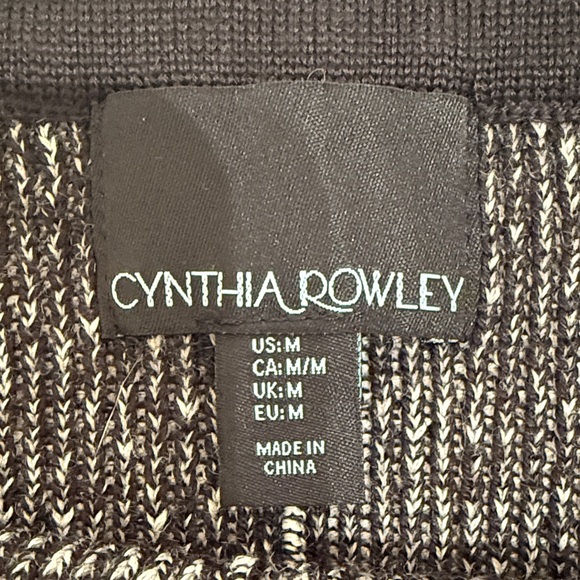 CYNTHIA ROWLEY
US: M
CA: M/M
UK: M
EU: M
MADE IN
CHINA